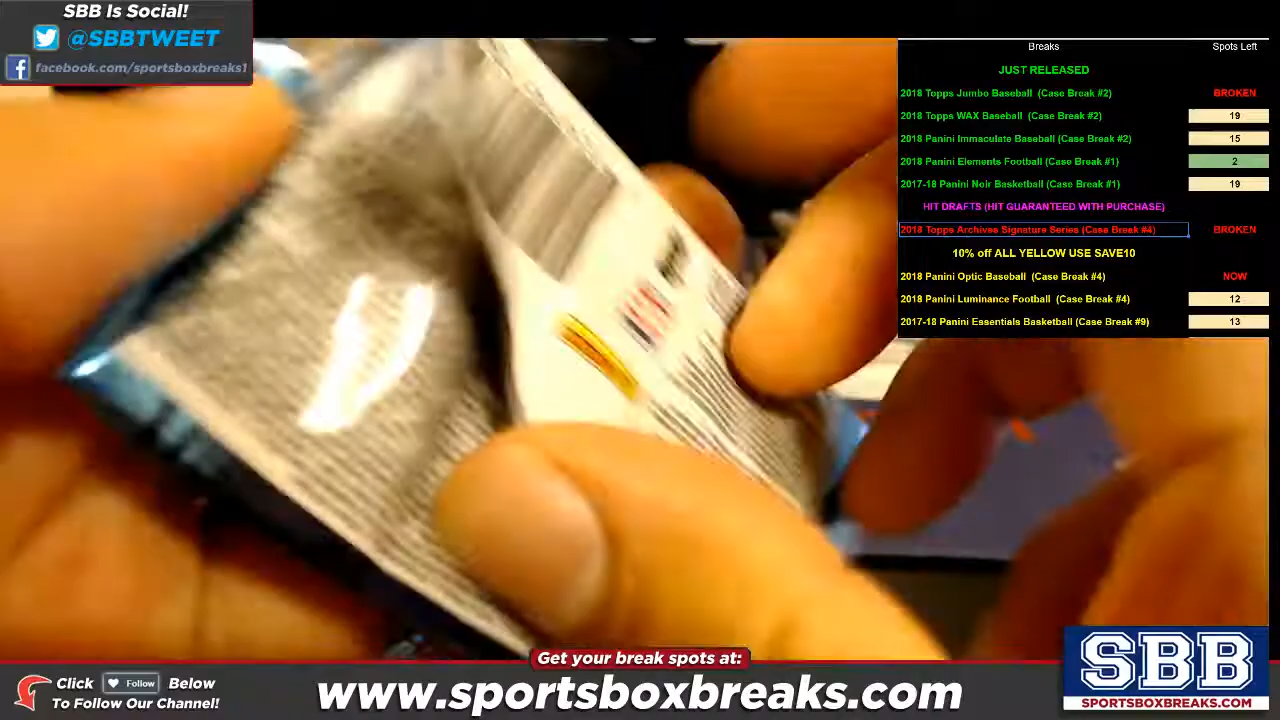 SBB Is Social!
@SBBTWEET
facebook.com/sportsboxbreaks1
Breaks Spots Left
JUST RELEASED
2018 Topps Jumbo Baseball (Case Break #2) BROKEN
2018 Topps WAX Baseball (Case Break #2) 19
2018 Panini Immaculate Baseball (Case Break #2) 15
2018 Panini Elements Football (Case Break #1) 2
2017-18 Panini Noir Basketball (Case Break #1) 19
HIT DRAFTS (HIT GUARANTEED WITH PURCHASE)
2018 Topps Archives Signature Series (Case Break #4) BROKEN
10% off ALL YELLOW USE SAVE10
2018 Panini Optic Baseball (Case Break #4) NOW
2018 Panini Luminance Football (Case Break #4) 12
2017-18 Panini Essentials Basketball (Case Break #9) 13
Get your break spots at:
Click Follow Below
To Follow Our Channel!
www.sportsboxbreaks.com
SBB
SPORTSBOXBREAKS.COM